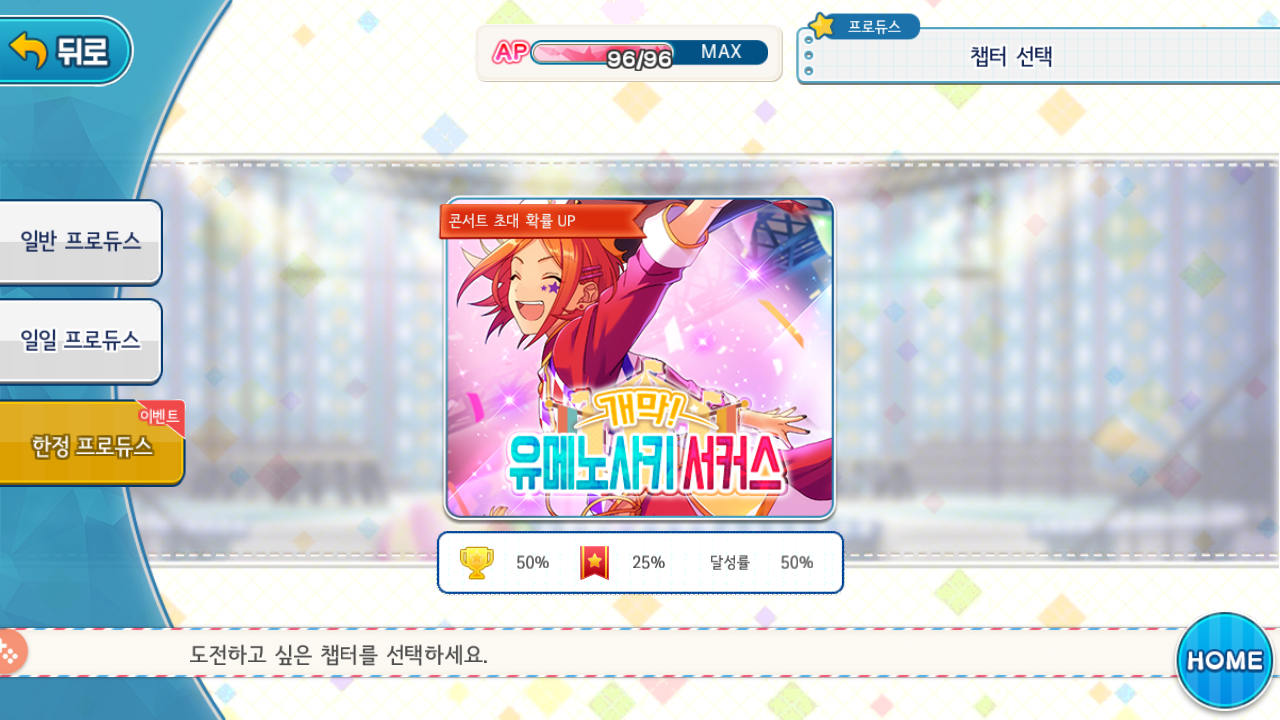 뒤로
AP 96/96 MAX
프로듀스
챕터 선택
콘서트 초대 확률 UP
일반 프로듀스
일일 프로듀스
이벤트
한정 프로듀스
개막!
유메노사키 서커스
50% 25% 달성률 50%
도전하고 싶은 챕터를 선택하세요.
HOME